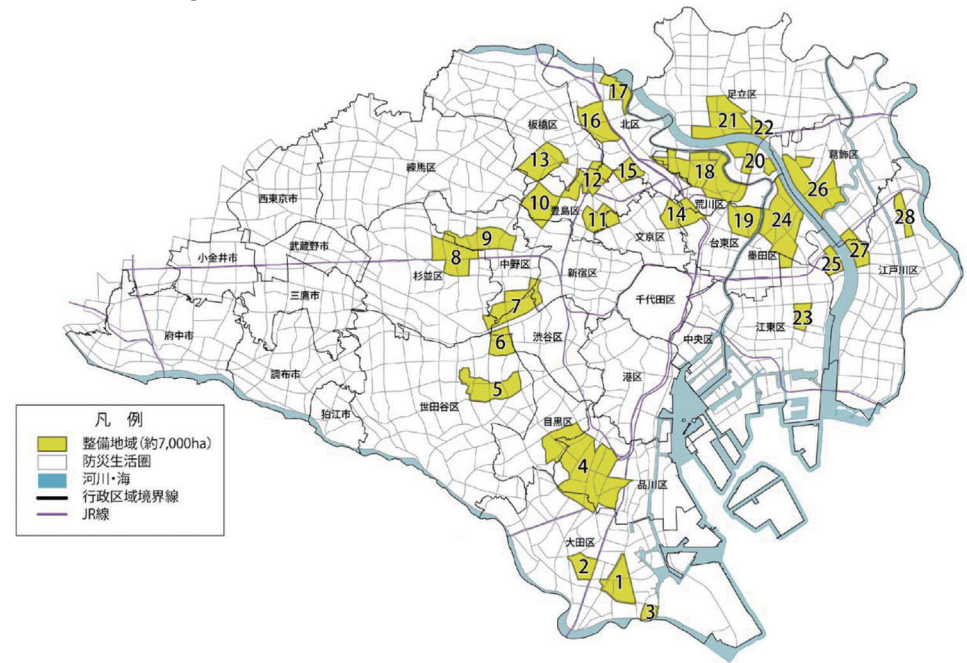 17
足立区
21
22
16
板橋区
北区
20
葛飾区
13
15
18
26
練馬区
12
10
豊島区
11
14
荒川区
19
24
28
西東京市
文京区
台東区
墨田区
武蔵野市
9
小金井市
8
中野区
新宿区
25
27
江戸川区
杉並区
三鷹市
7
千代田区
23
江東区
府中市
6
渋谷区
中央区
調布市
港区
5
世田谷区
狛江市
目黒区
4
品川区
大田区
2
1
3
凡 例
整備地域(約7,000ha)
防災生活圏
河川・海
行政区域境界線
JR線